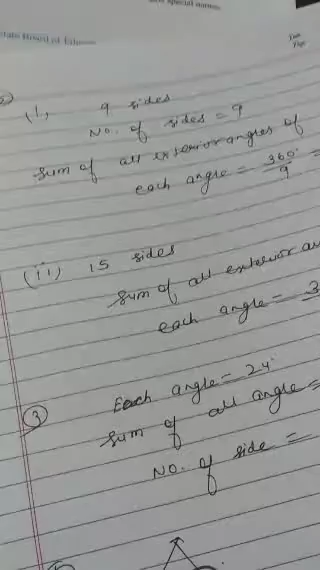 (i) 9 sides
No. of sides = 9
Sum of all exterior angles of
each angle = 360° / 9 =
(ii) 15 sides
Sum of all exterior
each angle = 3
③ Each angle = 24°
Sum of all angle =
No. of side =